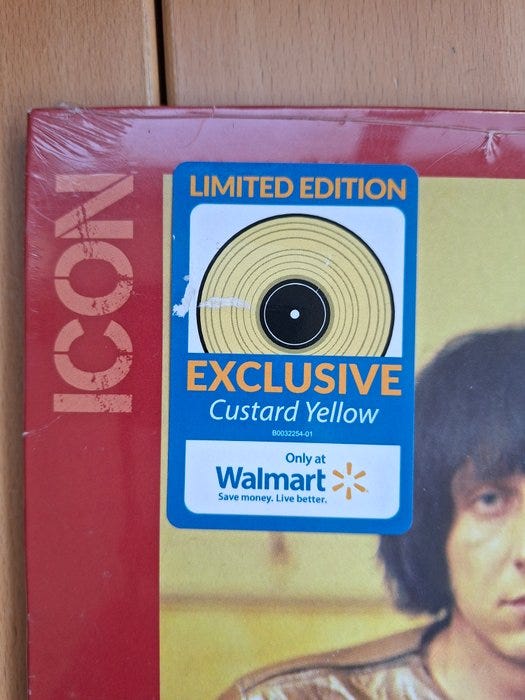 ICON
LIMITED EDITION
EXCLUSIVE
Custard Yellow
B0032254-01
Only at
Walmart
Save money. Live better.